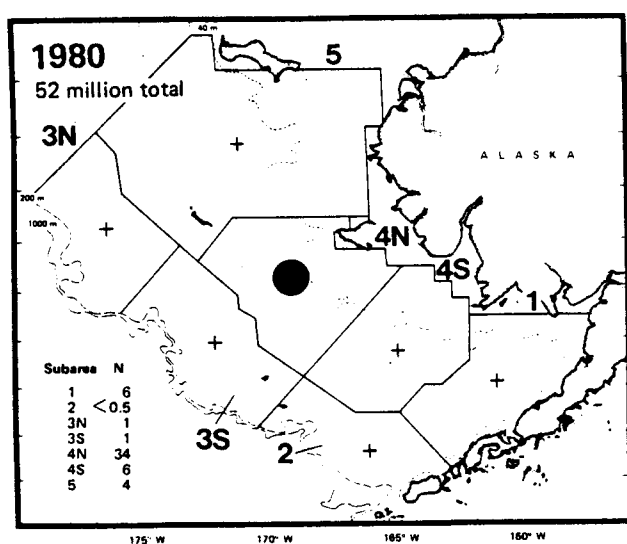 40 m
1980
5
52 million total
3N
ALASKA
200 m
1000 m
4N
4S
1
Subarea N
1 6
2 <0.5
3N 1
3S 1
4N 34
4S 6
5 4
3S
2
175° W 170° W 165° W 160° W